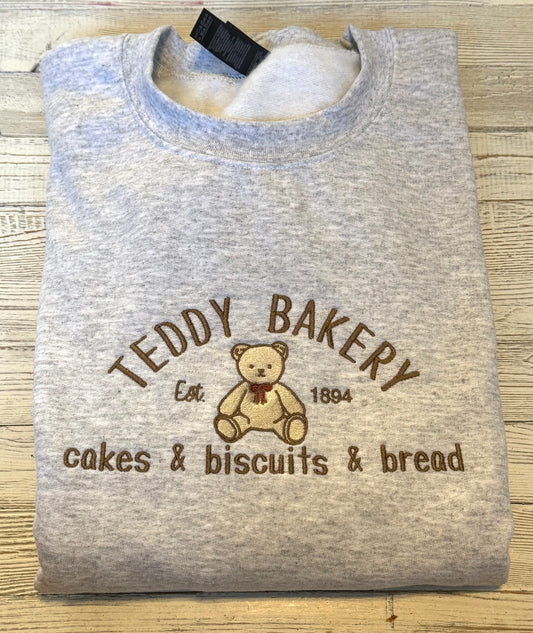 TEDDY BAKERY
Est. 1894
cakes & biscuits & bread